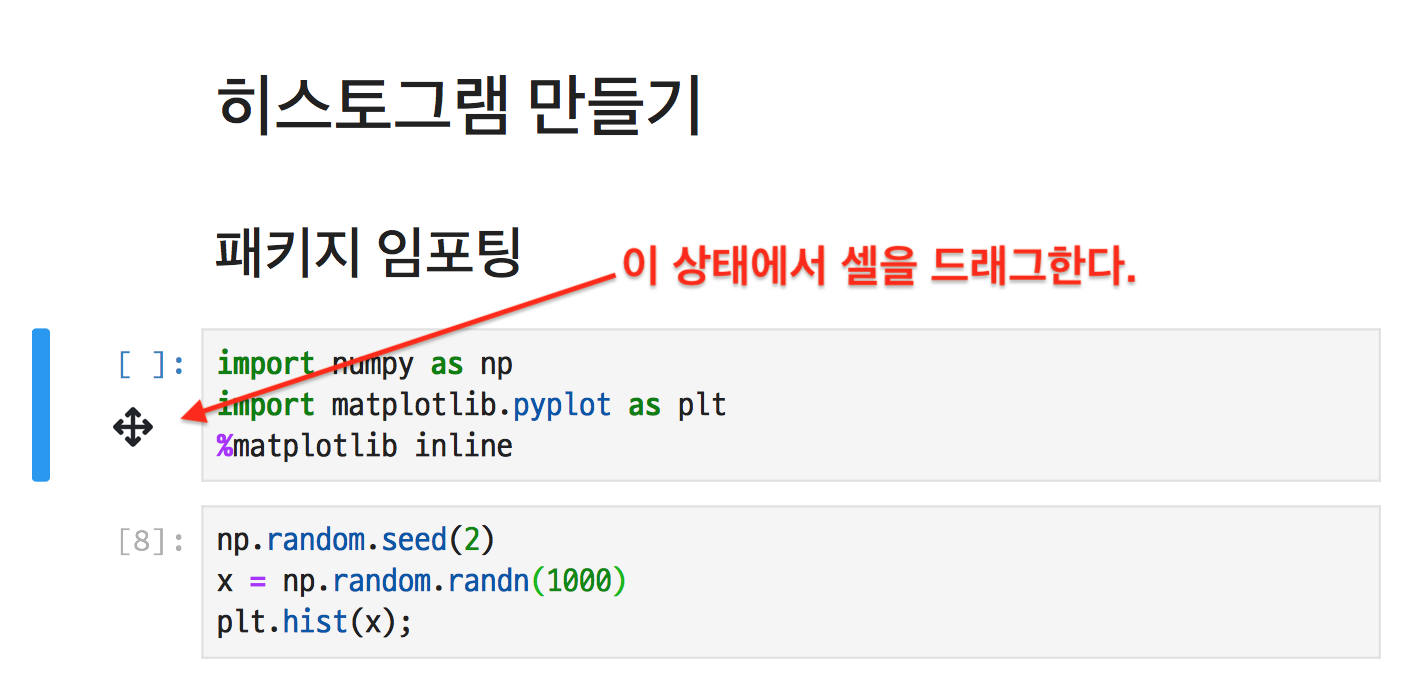 히스토그램 만들기
패키지 임포팅
이 상태에서 셀을 드래그한다.
[ ]:
import numpy as np
import matplotlib.pyplot as plt
%matplotlib inline
[8]:
np.random.seed(2)
x = np.random.randn(1000)
plt.hist(x);